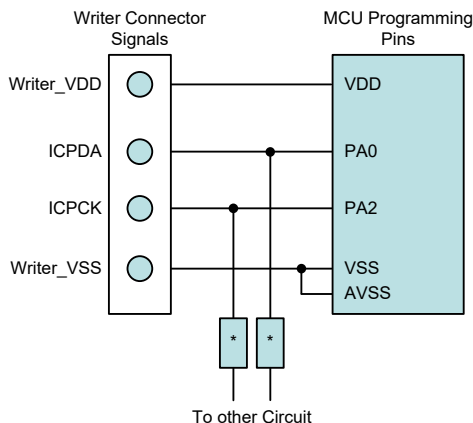 Writer Connector
Signals
MCU Programming
Pins
Writer_VDD
VDD
ICPDA
PA0
ICPCK
PA2
Writer_VSS
VSS
AVSS
*
*
To other Circuit